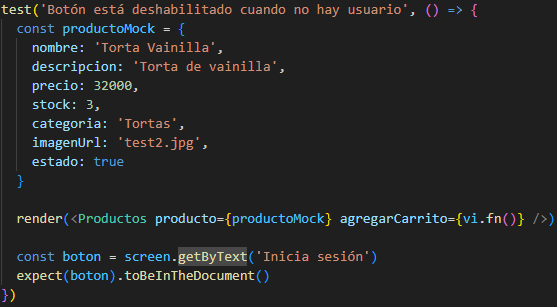 test('Botón está deshabilitado cuando no hay usuario', () => {
  const productoMock = {
    nombre: 'Torta Vainilla',
    descripcion: 'Torta de vainilla',
    precio: 32000,
    stock: 3,
    categoria: 'Tortas',
    imagenUrl: 'test2.jpg',
    estado: true
  }
  render(<Productos producto={productoMock} agregarCarrito={vi.fn()} />)
  const boton = screen.getByText('Inicia sesión')
  expect(boton).toBeInTheDocument()
})